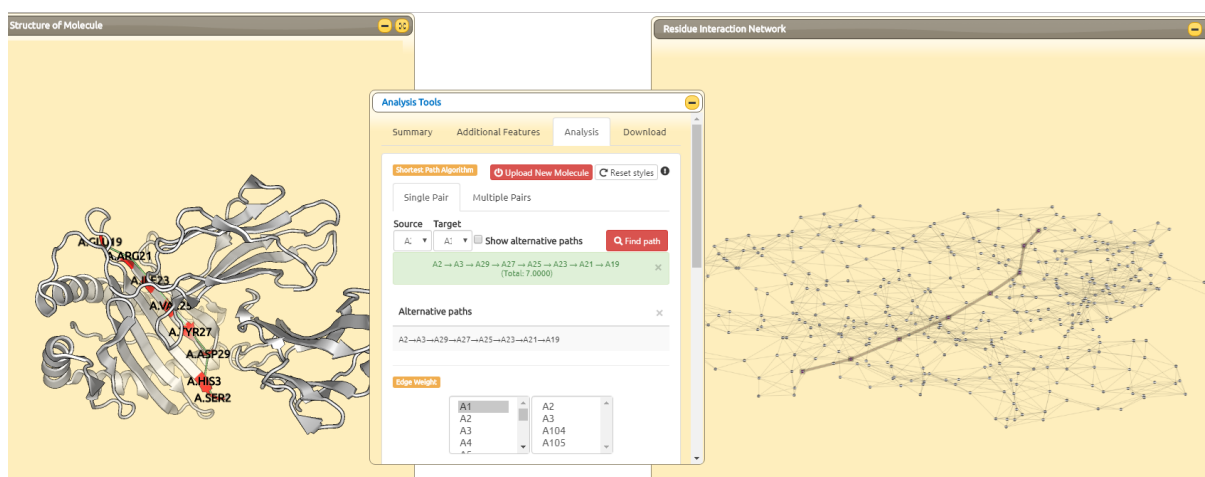 Structure of Molecule
A.GLU19
A.ARG21
A.ILE23
A.VAL25
A.TYR27
A.ASP29
A.HIS3
A.SER2
Analysis Tools
Summary Additional Features Analysis Download
Shortest Path Algorithm Upload New Molecule Reset styles
Single Pair Multiple Pairs
Source Target
Show alternative paths Find path
A2 → A3 → A29 → A27 → A25 → A23 → A21 → A19
(Total: 7.0000)
Alternative paths
A2→A3→A29→A27→A25→A23→A21→A19
Edge Weight
A1 A2
A2 A3
A3 A104
A4 A105
Residue Interaction Network